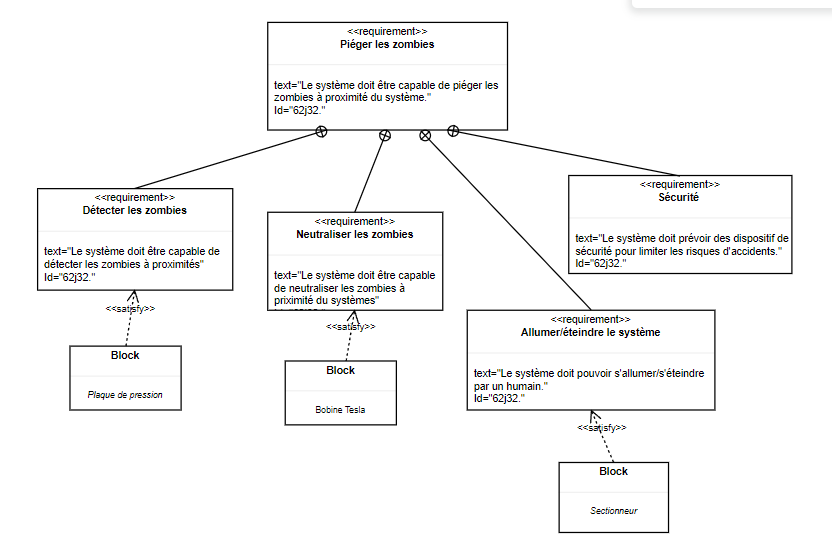 <<requirement>>
Piéger les zombies
text="Le système doit être capable de piéger les
zombies à proximité du système."
Id="62j32."
<<requirement>>
Détecter les zombies
text="Le système doit être capable de
détecter les zombies à proximités"
Id="62j32."
<<satisfy>>
Block
Plaque de pression
<<requirement>>
Neutraliser les zombies
text="Le système doit être capable
de neutraliser les zombies à
priximité du systèmes"
<<satisfy>>
Block
Bobine Tesla
<<requirement>>
Allumer/éteindre le système
text="Le système doit pouvoir s'allumer/s'éteindre
par un humain."
Id="62j32."
<<satisfy>>
Block
Sectionneur
<<requirement>>
Sécurité
text="Le système doit prévoir des dispositif de
sécurité pour limiter les risques d'accidents."
Id="62j32."